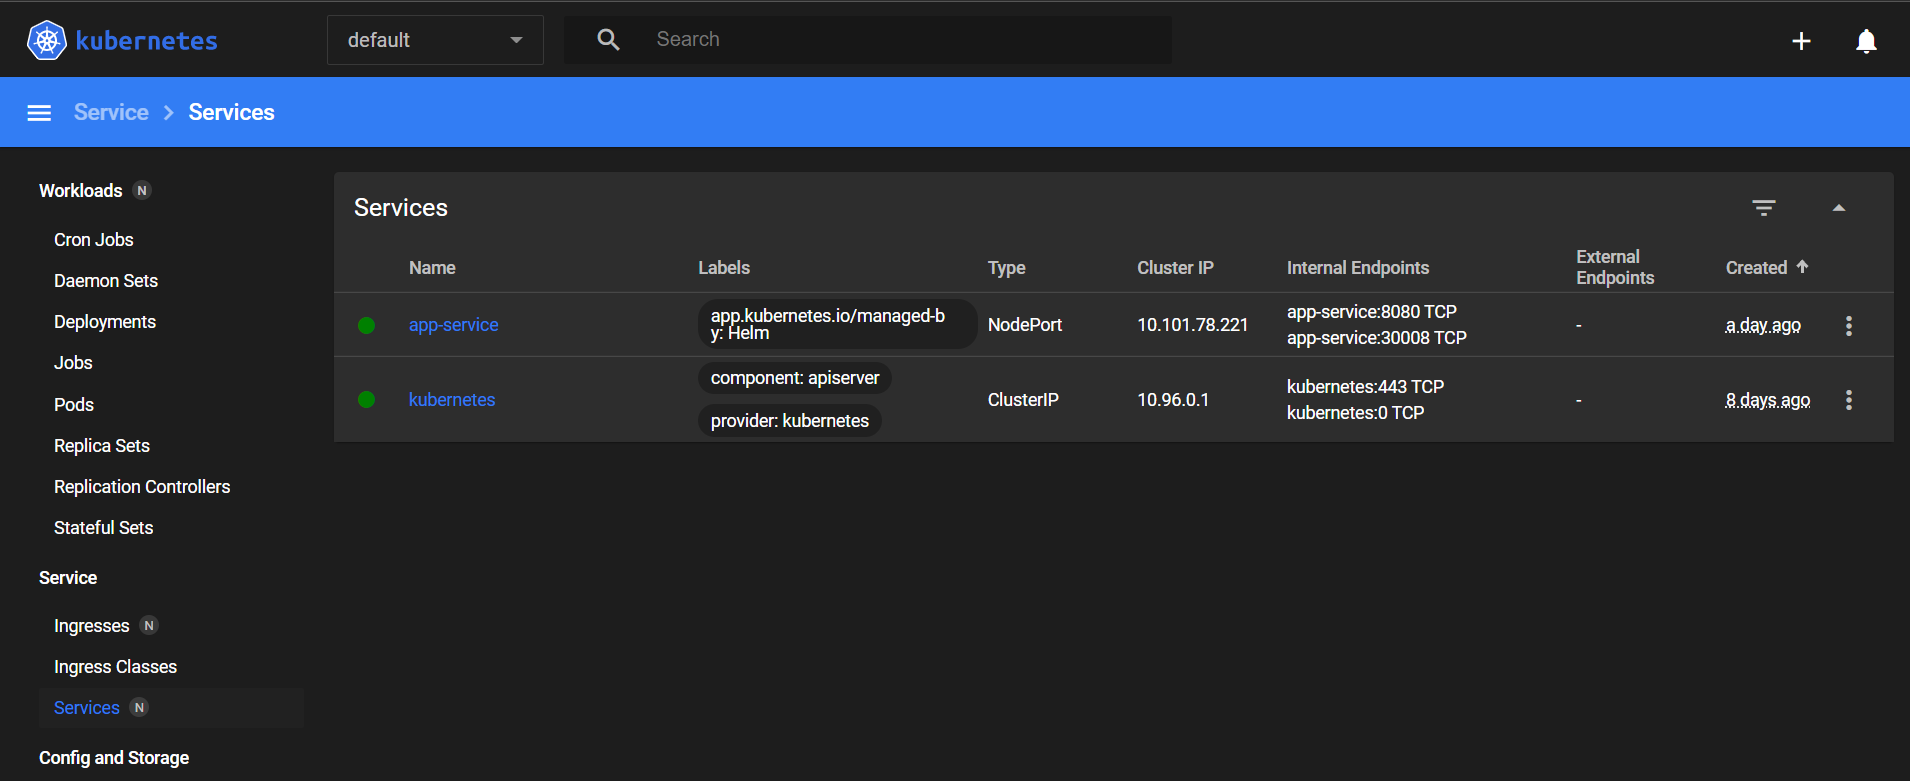 kubernetes
default
Search
Service
Services
Workloads N
Cron Jobs
Daemon Sets
Deployments
Jobs
Pods
Replica Sets
Replication Controllers
Stateful Sets
Service
Ingresses N
Ingress Classes
Services N
Config and Storage
Services
Name
Labels
Type
Cluster IP
Internal Endpoints
External
Endpoints
Created
app-service
app.kubernetes.io/managed-b
y: Helm
NodePort
10.101.78.221
app-service:8080 TCP
app-service:30008 TCP
-
a day ago
kubernetes
component: apiserver
provider: kubernetes
ClusterIP
10.96.0.1
kubernetes:443 TCP
kubernetes:0 TCP
-
8 days ago